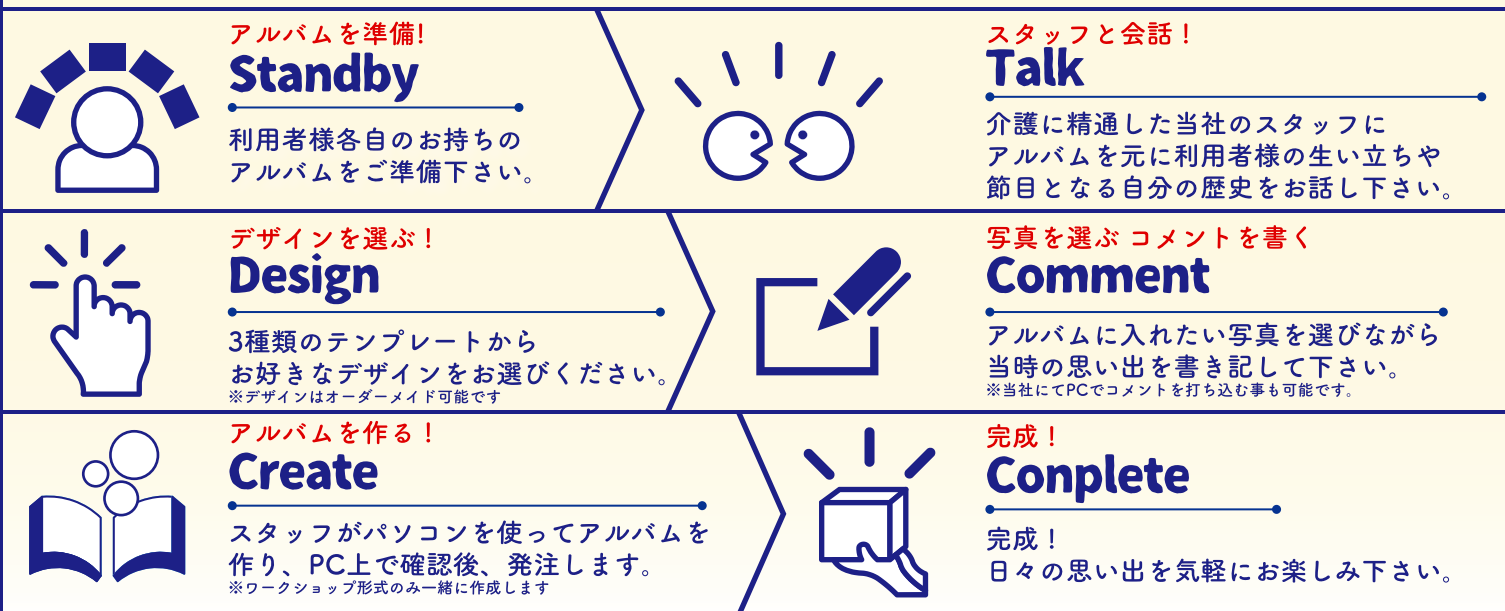 アルバムを準備!
Standby
利用者様各自のお持ちの
アルバムをご準備下さい。
スタッフと会話！
Talk
介護に精通した当社のスタッフに
アルバムを元に利用者様の生い立ちや
節目となる自分の歴史をお話し下さい。
デザインを選ぶ！
Design
3種類のテンプレートから
お好きなデザインをお選びください。
※デザインはオーダーメイド可能です
写真を選ぶ コメントを書く
Comment
アルバムに入れたい写真を選びながら
当時の思い出を書き記して下さい。
※当社にてPCでコメントを打ち込む事も可能です。
アルバムを作る！
Create
スタッフがパソコンを使ってアルバムを
作り、PC上で確認後、発注します。
※ワークショップ形式のみ一緒に作成します
完成！
Conplete
完成！
日々の思い出を気軽にお楽しみ下さい。